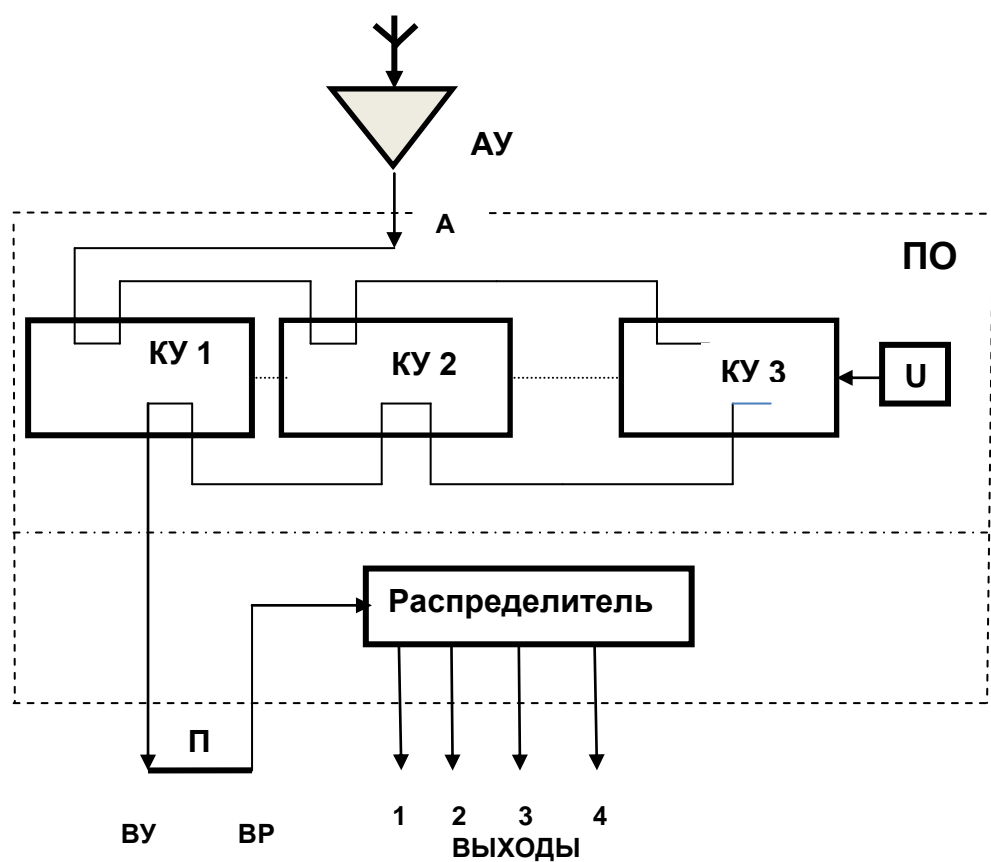 АУ
А
ПО
КУ 1
КУ 2
КУ 3
U
Распределитель
П
1 2 3 4
ВУ ВР
ВЫХОДЫ